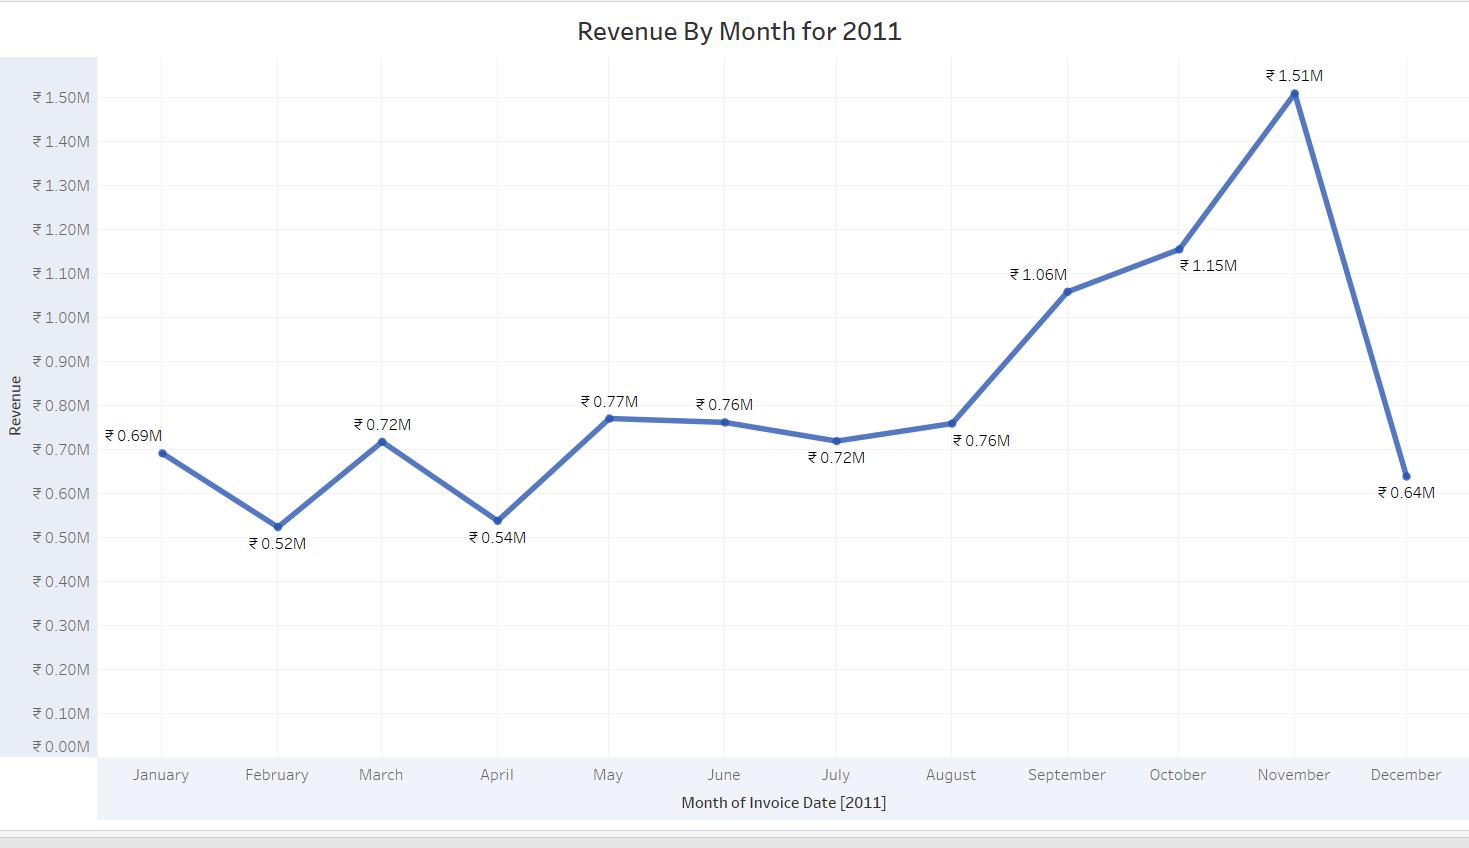 Revenue By Month for 2011
₹ 1.50M
₹ 1.40M
₹ 1.30M
₹ 1.20M
₹ 1.10M
₹ 1.00M
₹ 0.90M
₹ 0.80M
₹ 0.70M
₹ 0.60M
₹ 0.50M
₹ 0.40M
₹ 0.30M
₹ 0.20M
₹ 0.10M
₹ 0.00M
Revenue
₹ 0.69M
₹ 0.52M
₹ 0.72M
₹ 0.54M
₹ 0.77M
₹ 0.76M
₹ 0.72M
₹ 0.76M
₹ 1.06M
₹ 1.15M
₹ 1.51M
₹ 0.64M
January February March April May June July August September October November December
Month of Invoice Date [2011]